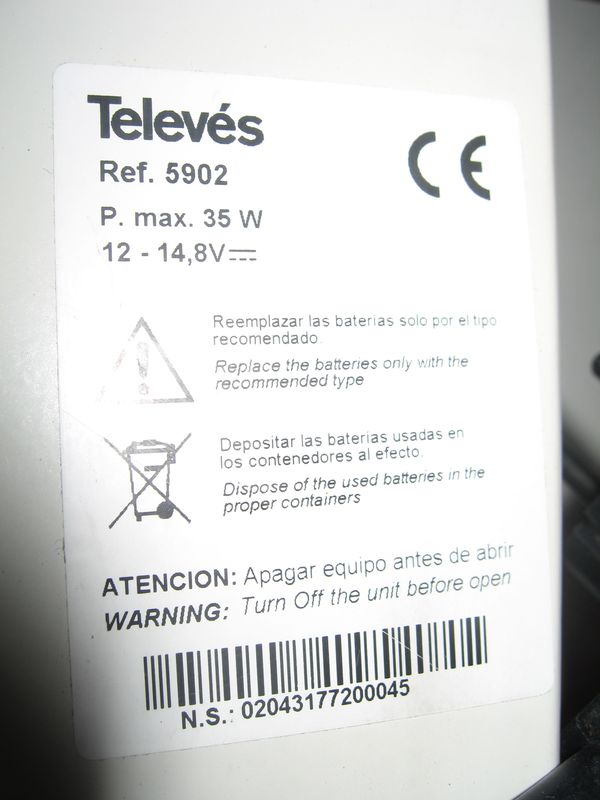 Televés
Ref. 5902
P. max. 35 W
12 - 14,8V
CE
Reemplazar las baterias solo por el tipo
recomendado.
Replace the batteries only with the
recommended type
Depositar las baterias usadas en
los contenedores al efecto.
Dispose of the used batteries in the
proper containers
ATENCION: Apagar equipo antes de abrir
WARNING: Turn Off the unit before open
N.S.: 02043177200045